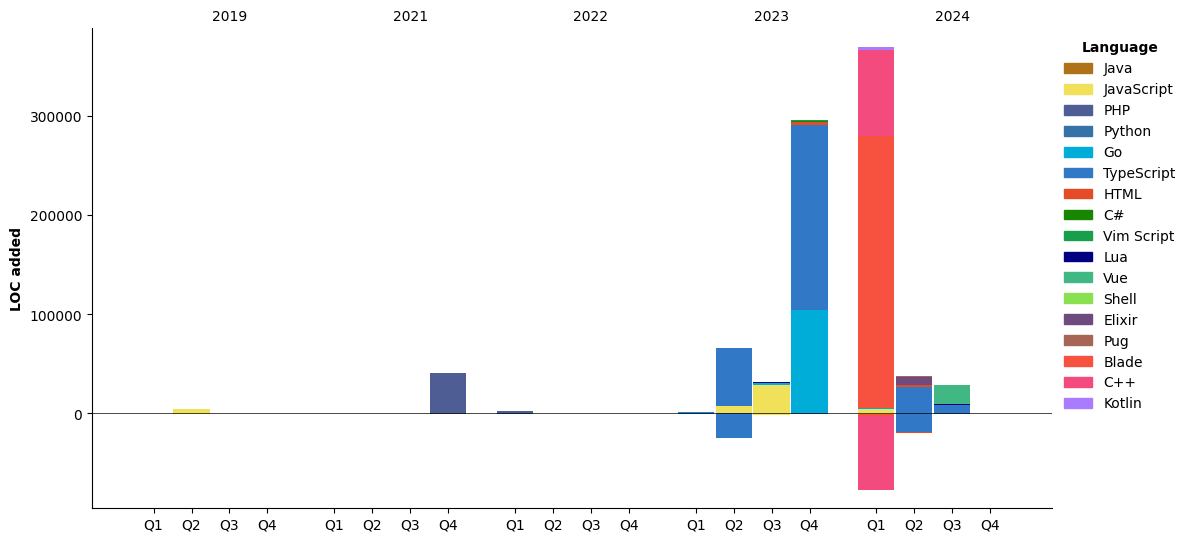 2019 2021 2022 2023 2024
LOC added
300000
200000
100000
0
Q1 Q2 Q3 Q4 Q1 Q2 Q3 Q4 Q1 Q2 Q3 Q4 Q1 Q2 Q3 Q4 Q1 Q2 Q3 Q4
Language
Java
JavaScript
PHP
Python
Go
TypeScript
HTML
C#
Vim Script
Lua
Vue
Shell
Elixir
Pug
Blade
C++
Kotlin